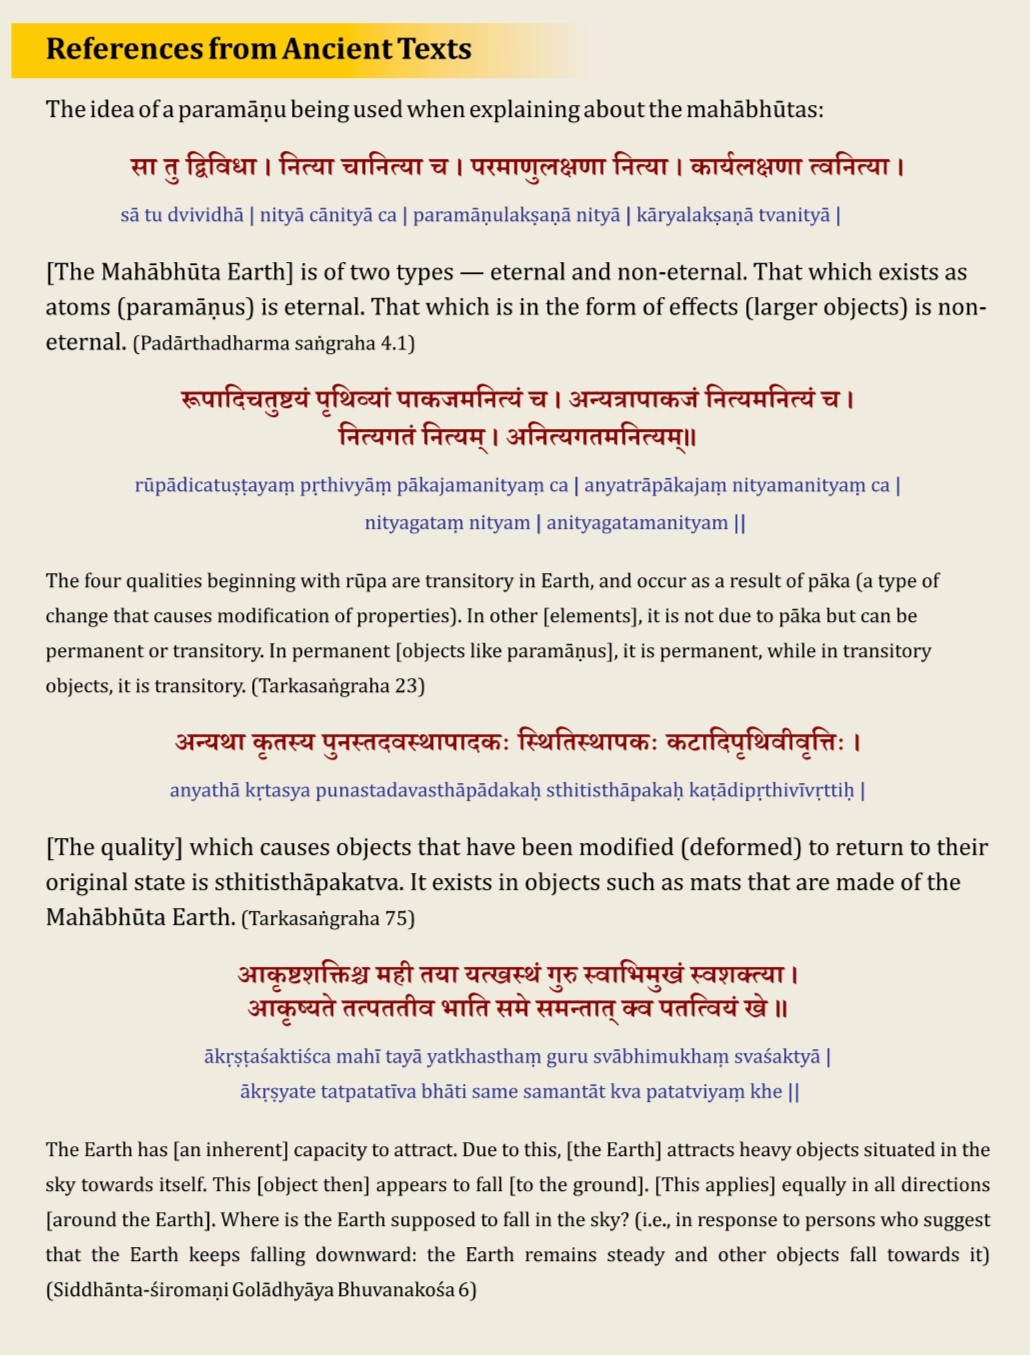 References from Ancient Texts
The idea of a paramāṇu being used when explaining about the mahābhūtas:
सा तु द्विविधा । नित्या चानित्या च । परमाणुलक्षणा नित्या । कार्यलक्षणा त्वनित्या ।
sā tu dvividhā | nityā cānityā ca | paramāṇulakṣaṇā nityā | kāryalakṣaṇā tvanityā |
[The Mahābhūta Earth] is of two types — eternal and non-eternal. That which exists as
atoms (paramāṇus) is eternal. That which is in the form of effects (larger objects) is non-
eternal. (Padārthadharma saṅgraha 4.1)
रूपादिचतुष्टयं पृथिव्यां पाकजमनित्यं च । अन्यत्रापाकजं नित्यमनित्यं च ।
नित्यगतं नित्यम् । अनित्यगतमनित्यम्॥
rūpādicatuṣṭayaṃ pṛthivyāṃ pākajamanityaṃ ca | anyatrāpākajaṃ nityamanityaṃ ca |
nityagataṃ nityam | anityagatamanityam ||
The four qualities beginning with rūpa are transitory in Earth, and occur as a result of pāka (a type of
change that causes modification of properties). In other [elements], it is not due to pāka but can be
permanent or transitory. In permanent [objects like paramāṇus], it is permanent, while in transitory
objects, it is transitory. (Tarkasaṅgraha 23)
अन्यथा कृतस्य पुनस्तदवस्थापादकः स्थितिस्थापकः कटादिपृथिवीवृत्तिः ।
anyathā kṛtasya punastadavasthāpādakaḥ sthitisthāpakaḥ kaṭādipṛthivīvṛttiḥ |
[The quality] which causes objects that have been modified (deformed) to return to their
original state is sthitisthāpakatva. It exists in objects such as mats that are made of the
Mahābhūta Earth. (Tarkasaṅgraha 75)
आकृष्टशक्तिश्च मही तया यत्खस्थं गुरु स्वाभिमुखं स्वशक्त्या ।
आकृष्यते तत्पततीव भाति समे समन्तात् क्व पतत्वियं खे ॥
ākṛṣṭaśaktiśca mahī tayā yatkhasthaṃ guru svābhimukhaṃ svaśaktyā |
ākṛṣyate tatpatatīva bhāti same samantāt kva patatviyaṃ khe ||
The Earth has [an inherent] capacity to attract. Due to this, [the Earth] attracts heavy objects situated in the
sky towards itself. This [object then] appears to fall [to the ground]. [This applies] equally in all directions
[around the Earth]. Where is the Earth supposed to fall in the sky? (i.e., in response to persons who suggest
that the Earth keeps falling downward: the Earth remains steady and other objects fall towards it)
(Siddhānta-śiromaṇi Golādhyāya Bhuvanakośa 6)